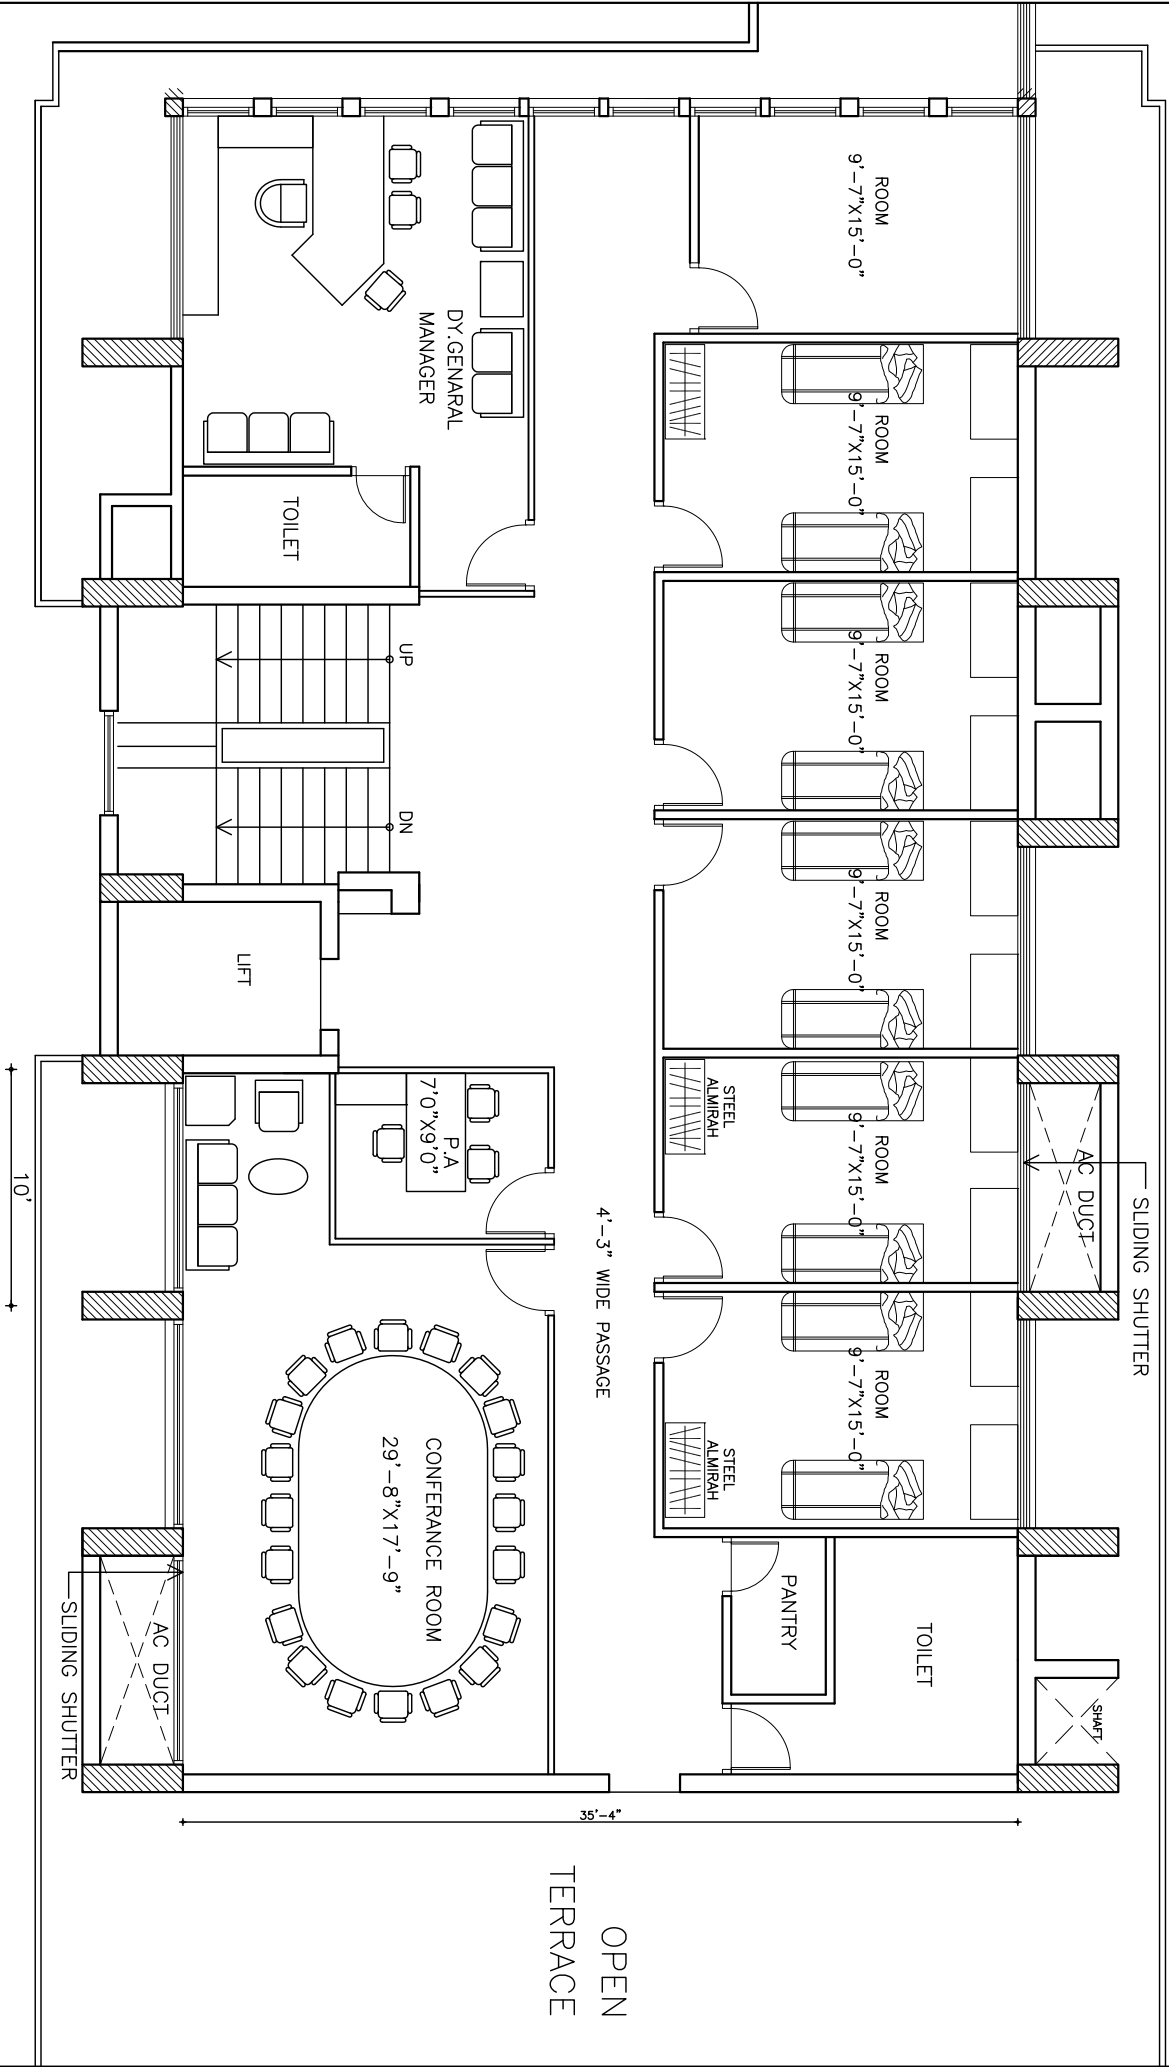 ROOM
9'-7"X15'-0"
ROOM
9'-7"X15'-0"
ROOM
9'-7"X15'-0"
ROOM
9'-7"X15'-0"
ROOM
9'-7"X15'-0"
ROOM
9'-7"X15'-0"
STEEL
ALMIRAH
STEEL
ALMIRAH
AC DUCT
SLIDING SHUTTER
SHAFT
TOILET
PANTRY
DY.GENARAL
MANAGER
TOILET
UP
DN
LIFT
P.A
7'0"X9'0"
4'-3" WIDE PASSAGE
CONFERANCE ROOM
29'-8"X17'-9"
AC DUCT
SLIDING SHUTTER
10'
35'-4"
OPEN
TERRACE